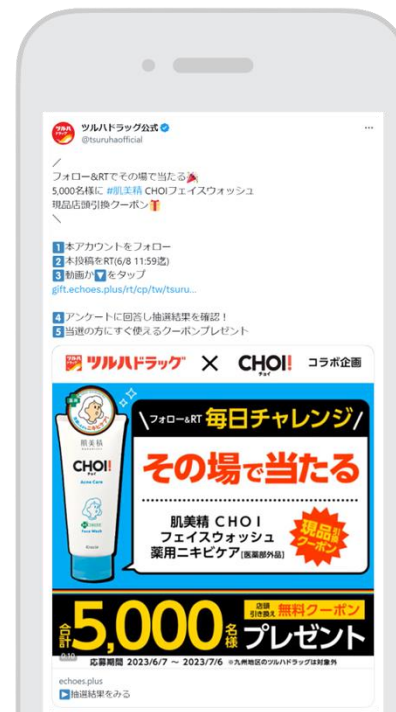 ツルハドラッグ公式
@tsuruhaofficial
／
フォロー&RTでその場で当たる🎉
5,000名様に #肌美精 CHOIフェイスウォッシュ
現品店頭引換クーポン🎁
＼
1️⃣本アカウントをフォロー
2️⃣本投稿をRT(6/8 11:59迄)
3️⃣動画か🔽をタップ
gift.echoes.plus/rt/cp/tw/tsuru…
4️⃣アンケートに回答し抽選結果を確認！
5️⃣当選の方にすぐ使えるクーポンプレゼント
ツルハドラッグ × CHOI! チョイ コラボ企画
\フォロー&RT 毎日チャレンジ/
その場で当たる
肌美精
CHOI!
Acne Care
Face Wash
Kracie
肌美精 CHOI
フェイスウォッシュ
薬用ニキビケア[医薬部外品]
現品引換クーポン
合計5,000名様
店頭引き換え 無料クーポン
プレゼント
0:10
応募期間 2023/6/7 ～ 2023/7/6 ※九州地区のツルハドラッグは対象外
echoes.plus
▶抽選結果をみる